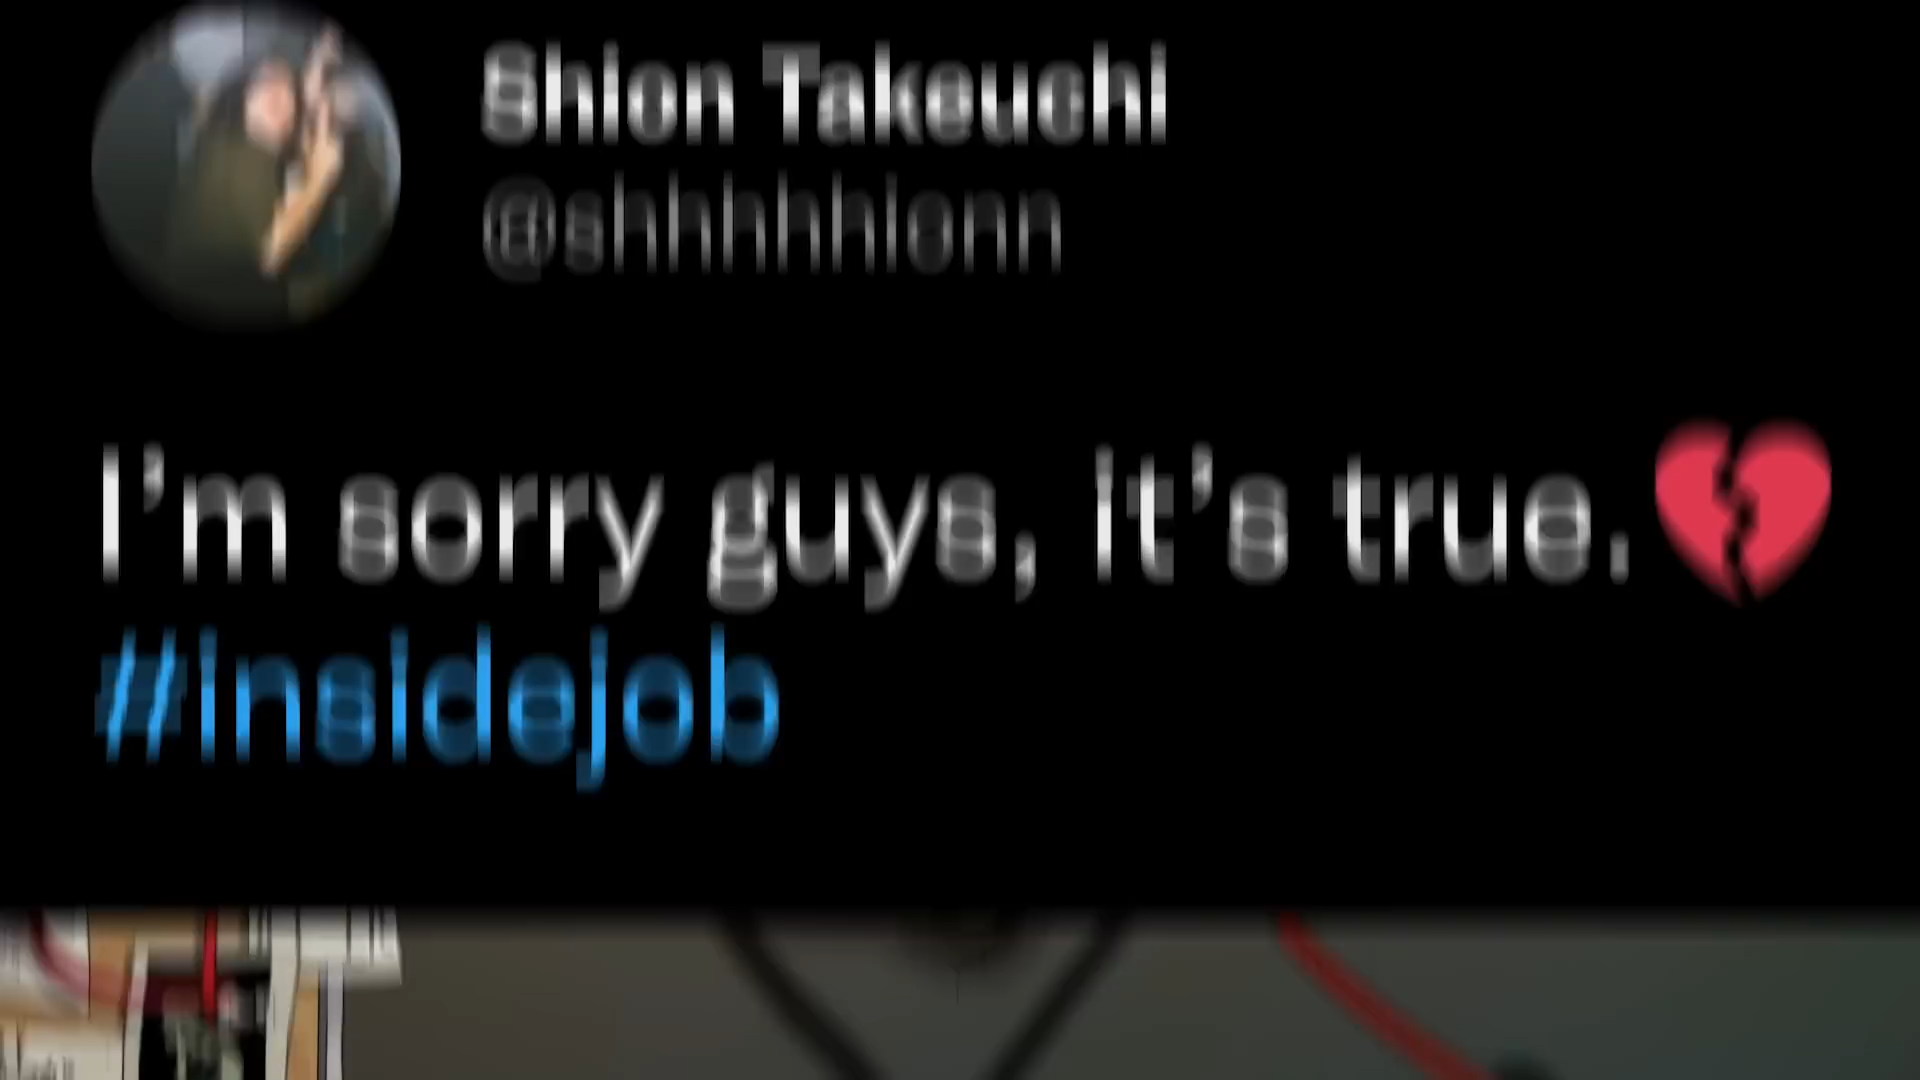 Shion Takeuchi
@shhhhhionn
I'm sorry guys, it's true.💔
#insidejob